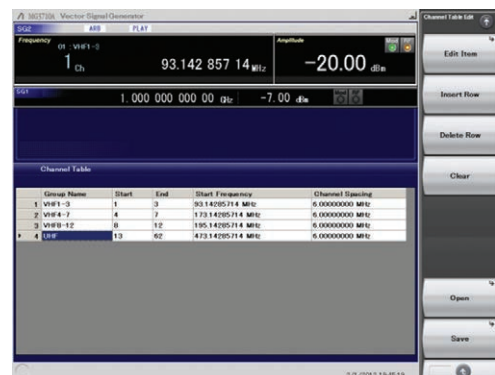 MG3710A Vector Signal Generator
SG2 ARB PLAY
Frequency
01 : VHF1-3
1 Ch 93.142 857 14 MHz
Amplitude
-20.00 dBm
SG1
1. 000 000 000 00 GHz -7. 00 dBm
Channel Table
Group Name Start End Start Frequency Channel Spacing
1 VHF1-3 1 3 93.14285714 MHz 6.00000000 MHz
2 VHF4-7 4 7 173.14285714 MHz 6.00000000 MHz
3 VHF8-12 8 12 195.14285714 MHz 6.00000000 MHz
4 UHF 13 62 473.14285714 MHz 6.00000000 MHz
Channel Table Edit
Edit Item
Insert Row
Delete Row
Clear
Open
Save